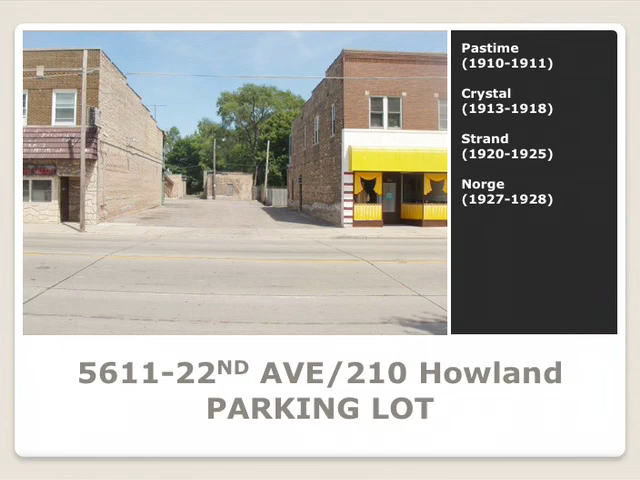 Pastime
(1910-1911)
Crystal
(1913-1918)
Strand
(1920-1925)
Norge
(1927-1928)
5611-22ND AVE/210 Howland
PARKING LOT